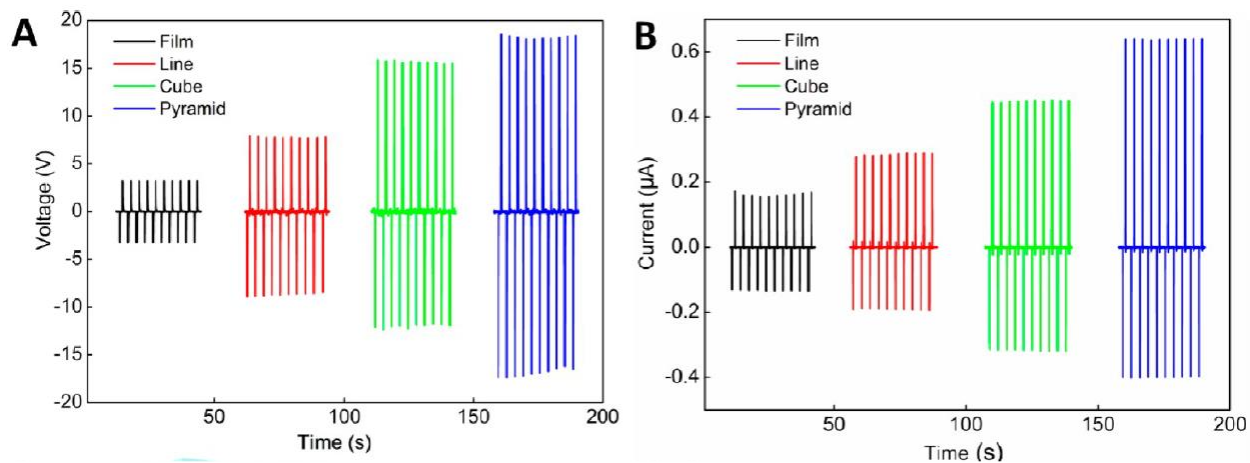 A
Voltage (V)
20
15
10
5
0
-5
-10
-15
-20
Film
Line
Cube
Pyramid
50
100
150
200
Time (s)
B
Current (μA)
0.6
0.4
0.2
0.0
-0.2
-0.4
Film
Line
Cube
Pyramid
50
100
150
200
Time (s)